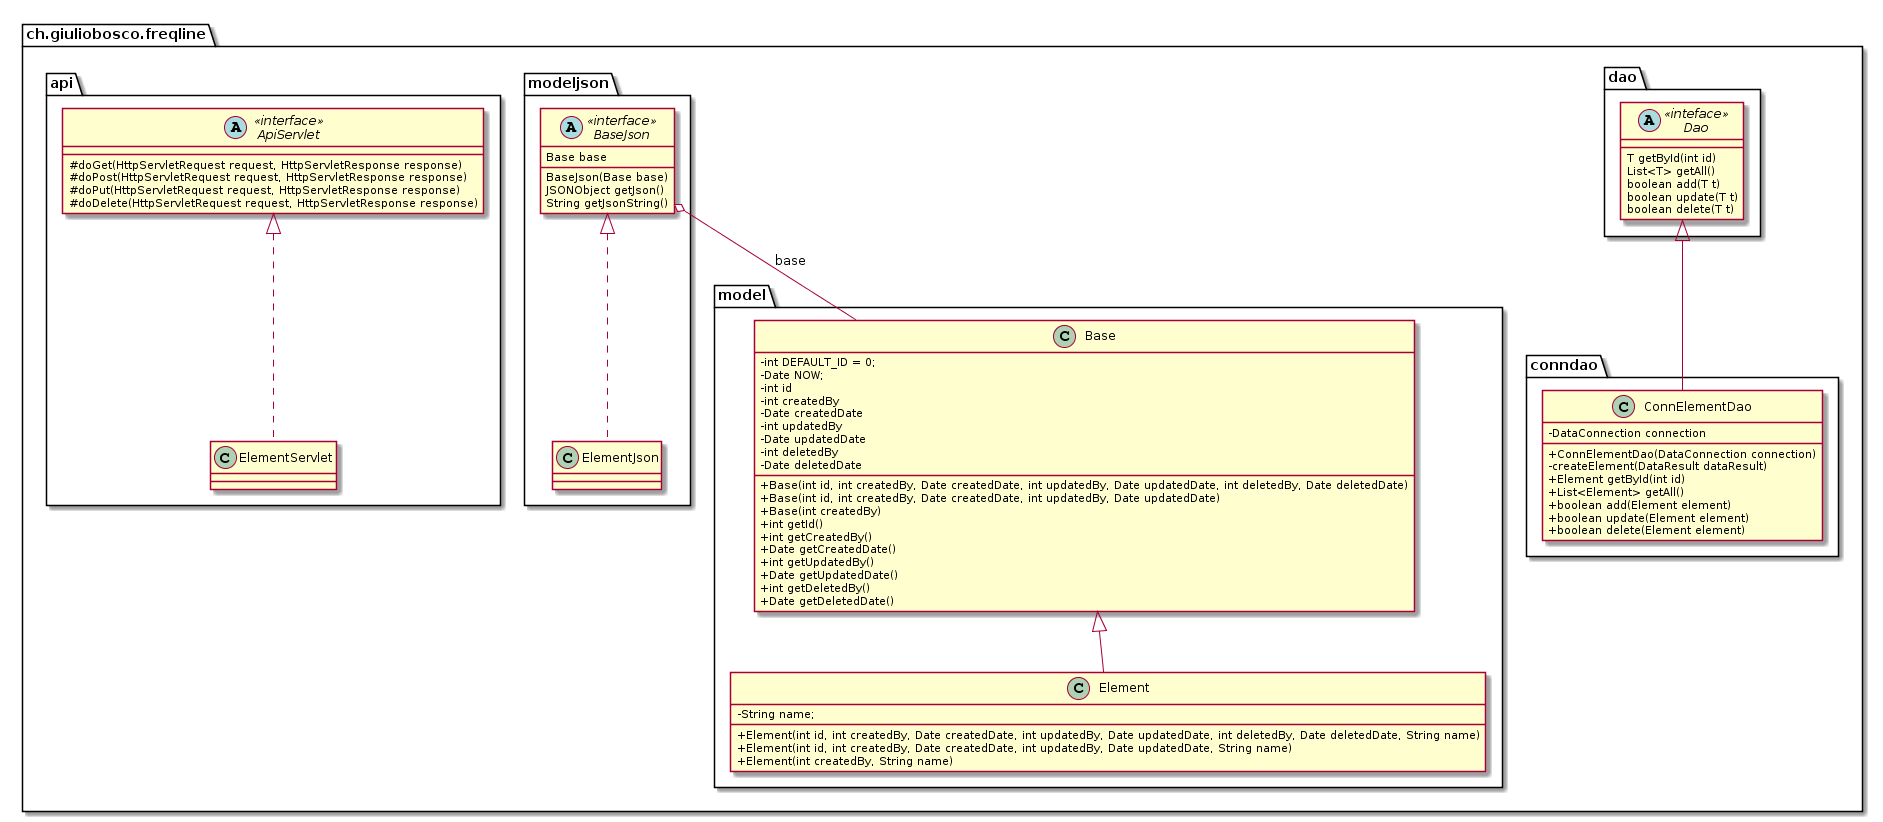 ch.giuliobosco.freqline
api
A «interface»
ApiServlet
#doGet(HttpServletRequest request, HttpServletResponse response)
#doPost(HttpServletRequest request, HttpServletResponse response)
#doPut(HttpServletRequest request, HttpServletResponse response)
#doDelete(HttpServletRequest request, HttpServletResponse response)
C ElementServlet
modeljson
A «interface»
BaseJson
Base base
BaseJson(Base base)
JSONObject getJson()
String getJsonString()
C ElementJson
base
model
C Base
-int DEFAULT_ID = 0;
-Date NOW;
-int id
-int createdBy
-Date createdDate
-int updatedBy
-Date updatedDate
-int deletedBy
-Date deletedDate
+Base(int id, int createdBy, Date createdDate, int updatedBy, Date updatedDate, int deletedBy, Date deletedDate)
+Base(int id, int createdBy, Date createdDate, int updatedBy, Date updatedDate)
+Base(int createdBy)
+int getId()
+int getCreatedBy()
+Date getCreatedDate()
+int getUpdatedBy()
+Date getUpdatedDate()
+int getDeletedBy()
+Date getDeletedDate()
C Element
-String name;
+Element(int id, int createdBy, Date createdDate, int updatedBy, Date updatedDate, int deletedBy, Date deletedDate, String name)
+Element(int id, int createdBy, Date createdDate, int updatedBy, Date updatedDate, String name)
+Element(int createdBy, String name)
dao
A «inteface»
Dao
T getById(int id)
List<T> getAll()
boolean add(T t)
boolean update(T t)
boolean delete(T t)
conndao
C ConnElementDao
-DataConnection connection
+ConnElementDao(DataConnection connection)
-createElement(DataResult dataResult)
+Element getById(int id)
+List<Element> getAll()
+boolean add(Element element)
+boolean update(Element element)
+boolean delete(Element element)